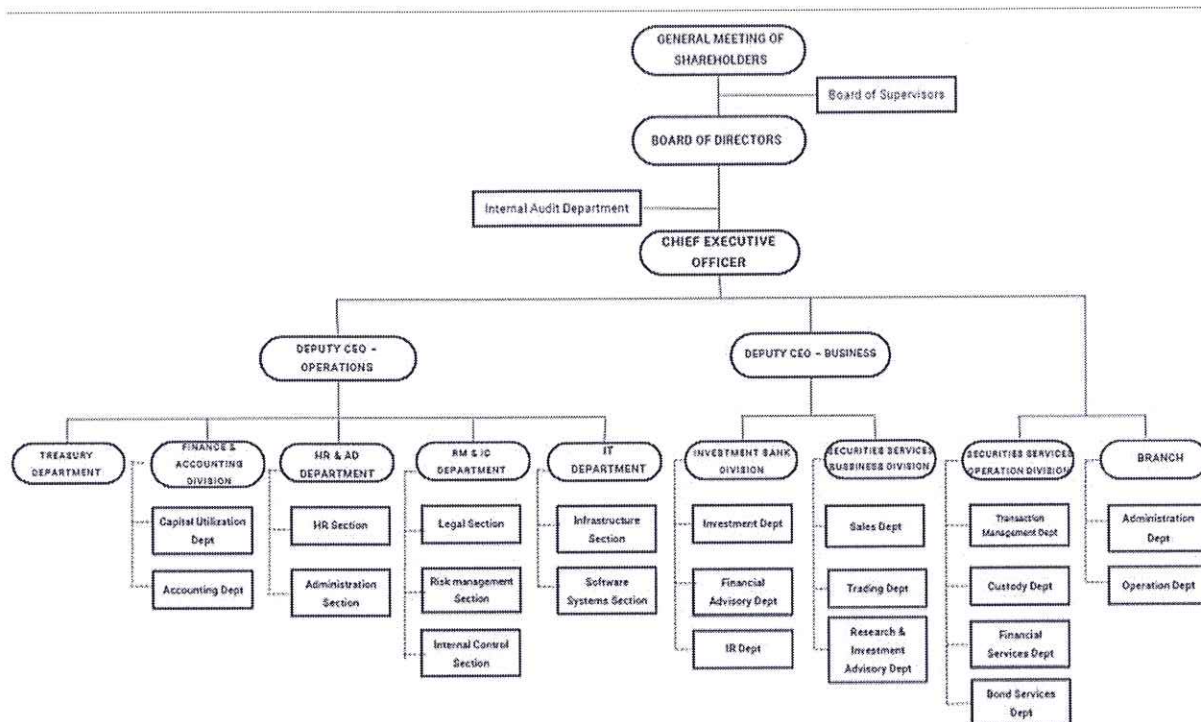 GENERAL MEETING OF
SHAREHOLDERS
Board of Supervisors
BOARD OF DIRECTORS
Internal Audit Department
CHIEF EXECUTIVE
OFFICER
DEPUTY CEO –
OPERATIONS
DEPUTY CEO – BUSINESS
TREASURY
DEPARTMENT
FINANCE &
ACCOUNTING
DIVISION
HR & AD
DEPARTMENT
RM & IC
DEPARTMENT
IT
DEPARTMENT
INVESTMENT BANK
DIVISION
SECURITIES SERVICES
BUSSINESS DIVISION
SECURITIES SERVICES
OPERATION DIVISION
BRANCH
Capital Utilization
Dept
HR Section
Legal Section
Infrastructure
Section
Investment Dept
Sales Dept
Transaction
Management Dept
Administration
Dept
Accounting Dept
Administration
Section
Risk management
Section
Software
Systems Section
Financial
Advisory Dept
Trading Dept
Custody Dept
Operation Dept
Internal Control
Section
IR Dept
Research &
Investment
Advisory Dept
Financial
Services Dept
Bond Services
Dept